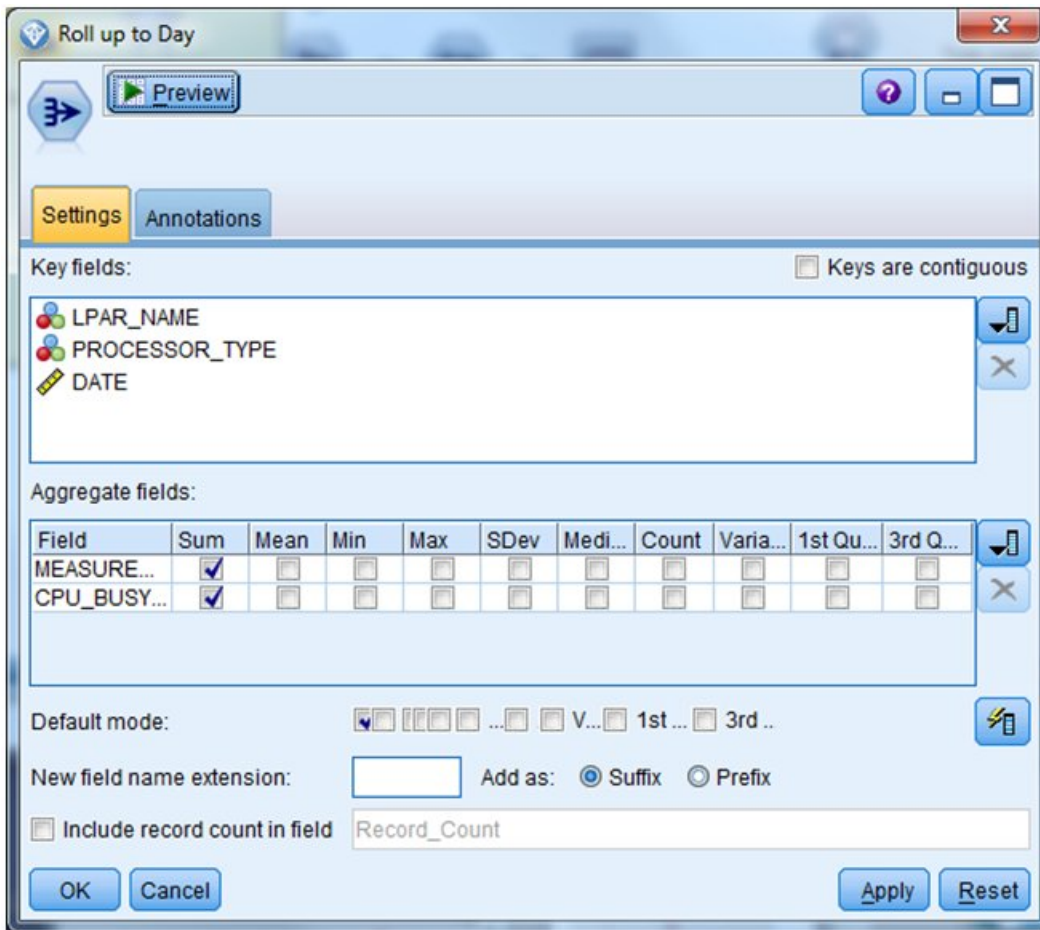 Roll up to Day
Preview
Settings Annotations
Key fields: Keys are contiguous
LPAR_NAME
PROCESSOR_TYPE
DATE
Aggregate fields:
Field Sum Mean Min Max SDev Medi... Count Varia... 1st Qu... 3rd Q...
MEASURE...
CPU_BUSY...
Default mode: ... V... 1st ... 3rd ..
New field name extension: Add as: Suffix Prefix
Include record count in field Record_Count
OK Cancel Apply Reset